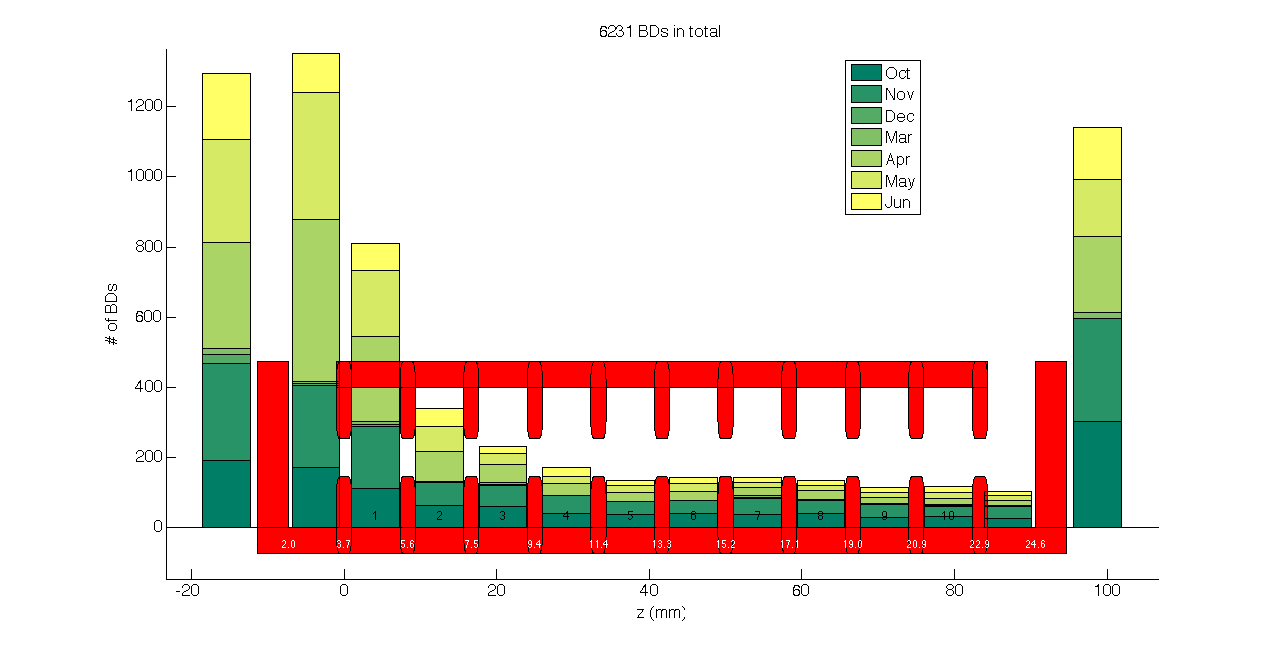 6231 BDs in total
Oct
Nov
Dec
Mar
Apr
May
Jun
# of BDs
1200
1000
800
600
400
200
0
1 2 3 4 5 6 7 8 9 10
2.0 3.7 5.6 7.5 9.4 11.4 13.3 15.2 17.1 19.0 20.9 22.9 24.6
-20 0 20 40 60 80 100
z (mm)